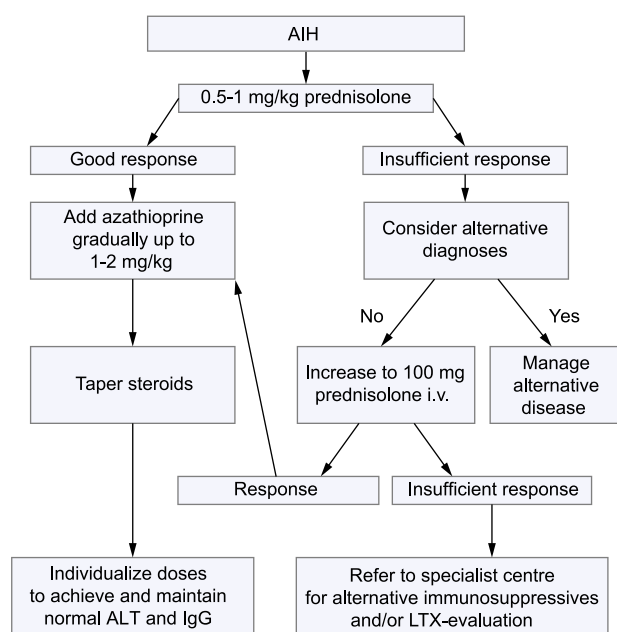 AIH
0.5-1 mg/kg prednisolone
Good response
Insufficient response
Add azathioprine
gradually up to
1-2 mg/kg
Consider alternative
diagnoses
No
Yes
Taper steroids
Increase to 100 mg
prednisolone i.v.
Manage
alternative
disease
Response
Insufficient response
Individualize doses
to achieve and maintain
normal ALT and IgG
Refer to specialist centre
for alternative immunosuppressives
and/or LTX-evaluation